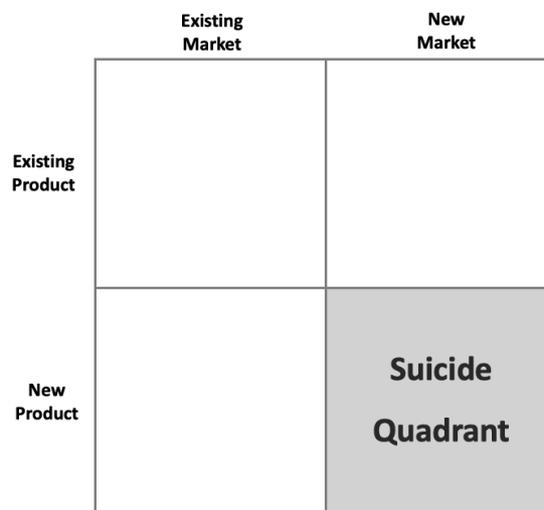 Existing
Market
New
Market
Existing
Product
New
Product
Suicide
Quadrant